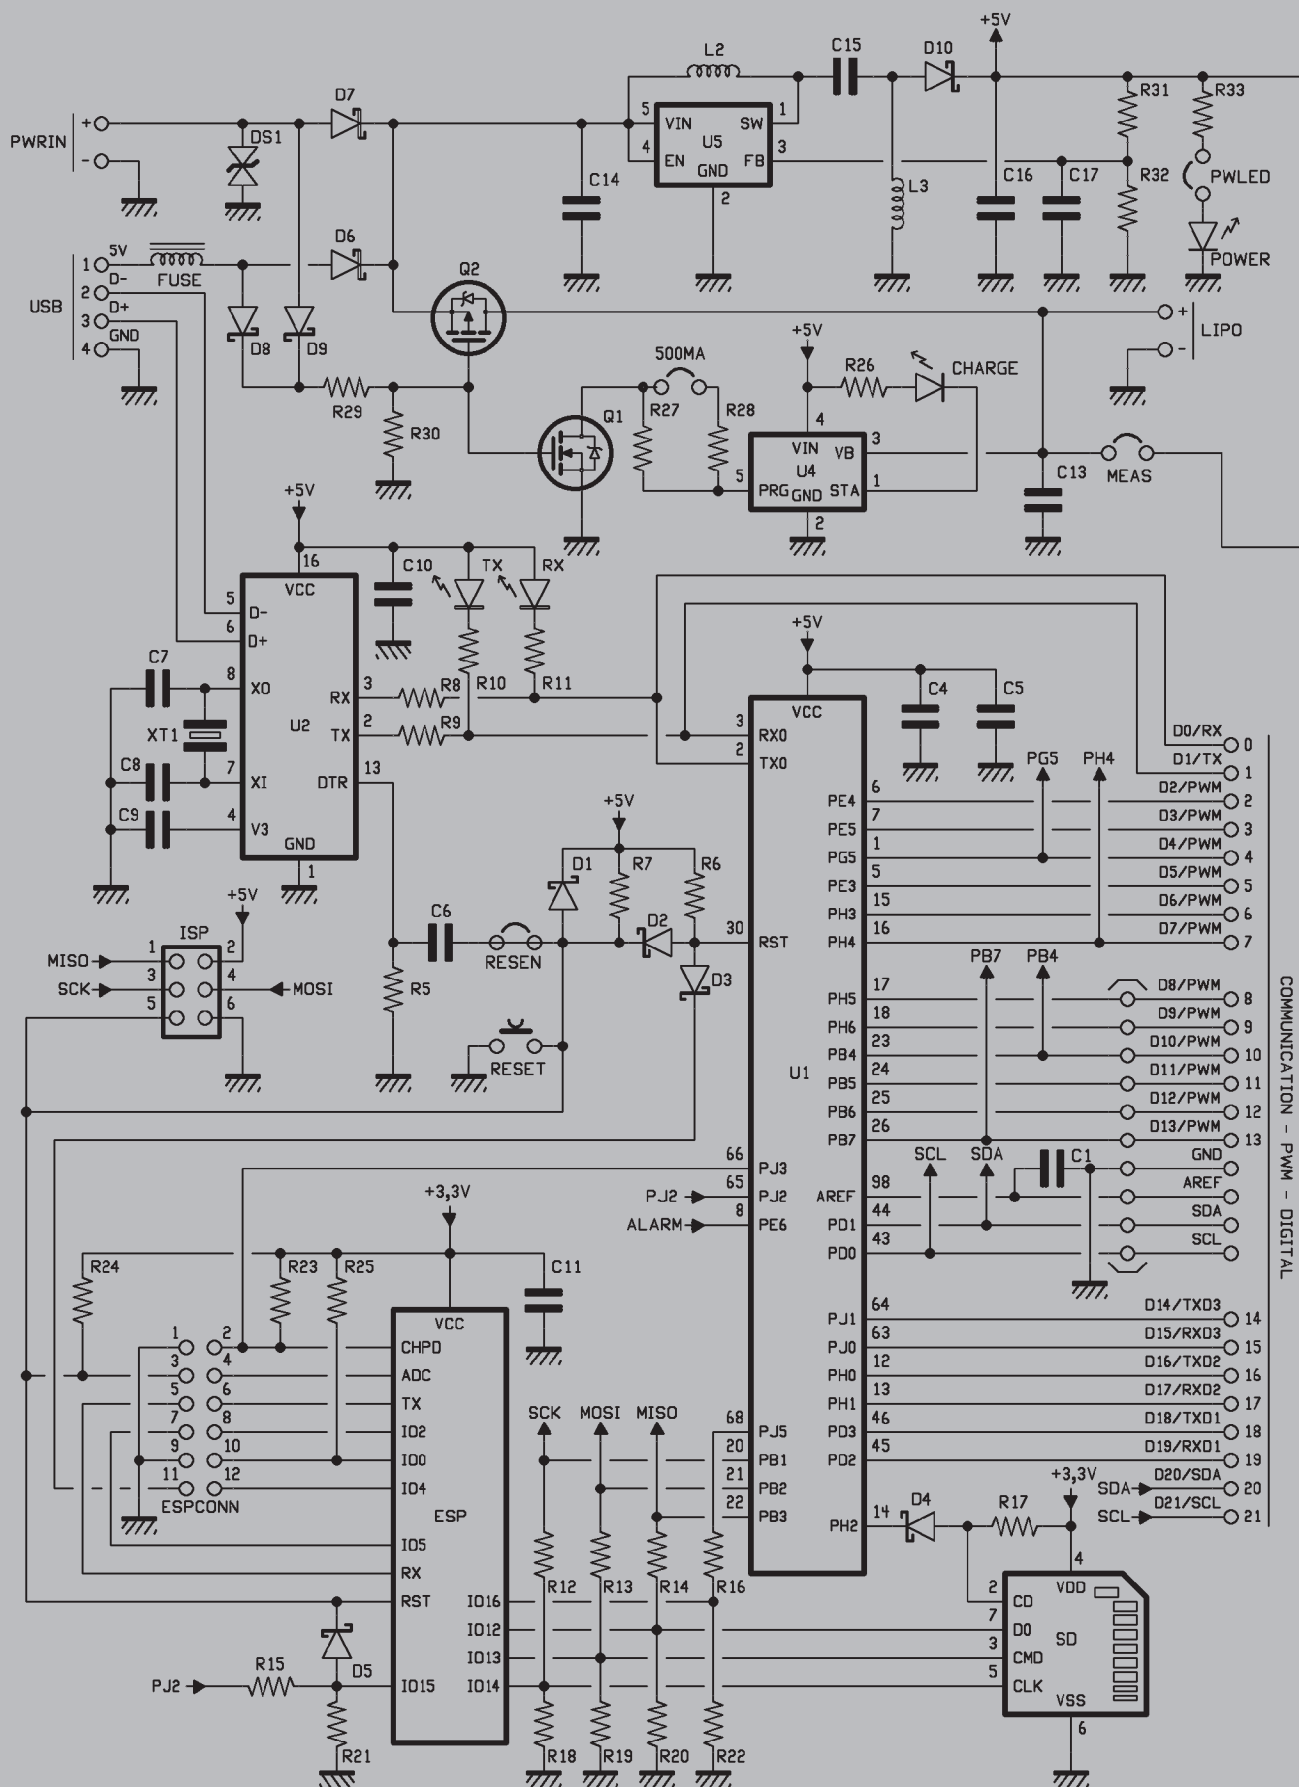 +5V
L2
C15
D10
D7
R31
R33
PWRIN
+
DS1
5
VIN
SW
1
U5
-
4
EN
FB
3
GND
2
C14
L3
C16
C17
R32
PWLED
POWER
D6
5V
1
FUSE
Q2
USB
D-
2
D+
3
GND
4
D8
D9
+
LIPO
-
+5V
500MA
R26
CHARGE
R29
R30
Q1
R27
R28
4
VIN
VB
3
U4
5
PRG
GND
STA
1
2
C13
MEAS
+5V
16
VCC
C10
TX
RX
5
D-
6
D+
+5V
C7
8
XO
RX
3
R8
R10
R11
XT1
U2
TX
2
R9
C8
7
XI
DTR
13
C9
4
V3
GND
1
VCC
C4
C5
3
RX0
2
TX0
D0/RX
0
D1/TX
1
PG5
PH4
6
PE4
D2/PWM
2
7
PE5
D3/PWM
3
1
PG5
D4/PWM
4
5
PE3
D5/PWM
5
15
PH3
D6/PWM
6
16
PH4
D7/PWM
7
+5V
D1
R7
R6
+5V
ISP
1
2
MISO
3
4
SCK
MOSI
5
6
C6
RESEN
D2
30
RST
D3
R5
RESET
PB7
PB4
17
PH5
D8/PWM
8
18
PH6
D9/PWM
9
23
PB4
D10/PWM
10
U1
24
PB5
D11/PWM
11
25
PB6
D12/PWM
12
26
PB7
D13/PWM
13
COMMUNICATION - PWM - DIGITAL
SCL
SDA
C1
GND
66
PJ3
65
PJ2
PJ2
8
ALARM
PE6
98
AREF
AREF
44
PD1
SDA
43
PD0
SCL
+3,3V
R24
R23
R25
C11
VCC
64
PJ1
D14/TXD3
14
63
PJ0
D15/RXD3
15
12
PH0
D16/TXD2
16
13
PH1
D17/RXD2
17
46
PD3
D18/TXD1
18
45
PD2
D19/RXD1
19
1
2
CHPD
3
4
ADC
5
6
TX
7
8
IO2
9
10
IO0
11
12
IO4
ESPCONN
ESP
IO5
RX
RST
SCK
MOSI
MISO
68
PJ5
20
PB1
21
PB2
22
PB3
+3,3V
D20/SDA
SDA
20
D21/SCL
SCL
21
14
PH2
D4
R17
4
R12
R13
R14
R16
IO16
IO12
IO13
IO14
2
CD
VDD
7
D0
SD
3
CMD
5
CLK
VSS
6
D5
R15
PJ2
IO15
R21
R18
R19
R20
R22